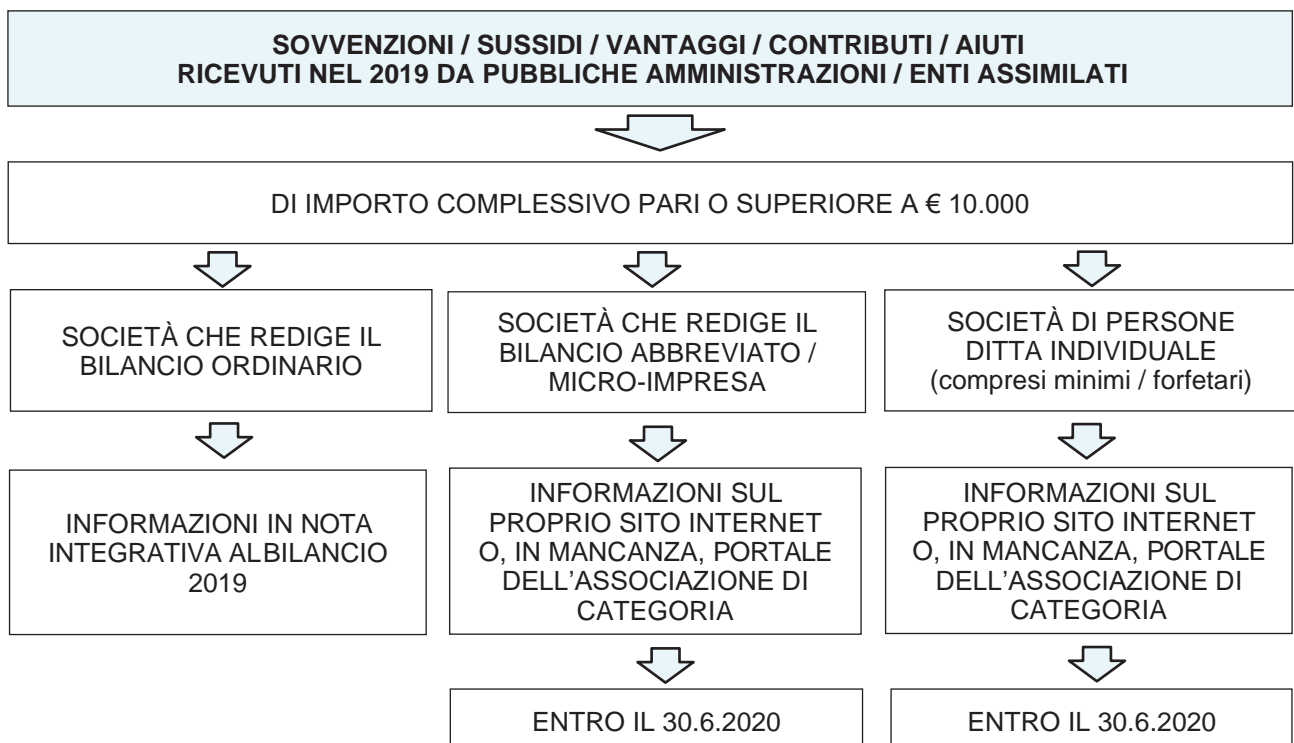 SOVVENZIONI / SUSSIDI / VANTAGGI / CONTRIBUTI / AIUTI
RICEVUTI NEL 2019 DA PUBBLICHE AMMINISTRAZIONI / ENTI ASSIMILATI
DI IMPORTO COMPLESSIVO PARI O SUPERIORE A € 10.000
SOCIETÀ CHE REDIGE IL
BILANCIO ORDINARIO
SOCIETÀ CHE REDIGE IL
BILANCIO ABBREVIATO /
MICRO-IMPRESA
SOCIETÀ DI PERSONE
DITTA INDIVIDUALE
(compresi minimi / forfetari)
INFORMAZIONI IN NOTA
INTEGRATIVA ALBILANCIO
2019
INFORMAZIONI SUL
PROPRIO SITO INTERNET
O, IN MANCANZA, PORTALE
DELL'ASSOCIAZIONE DI
CATEGORIA
INFORMAZIONI SUL
PROPRIO SITO INTERNET
O, IN MANCANZA, PORTALE
DELL'ASSOCIAZIONE DI
CATEGORIA
ENTRO IL 30.6.2020
ENTRO IL 30.6.2020